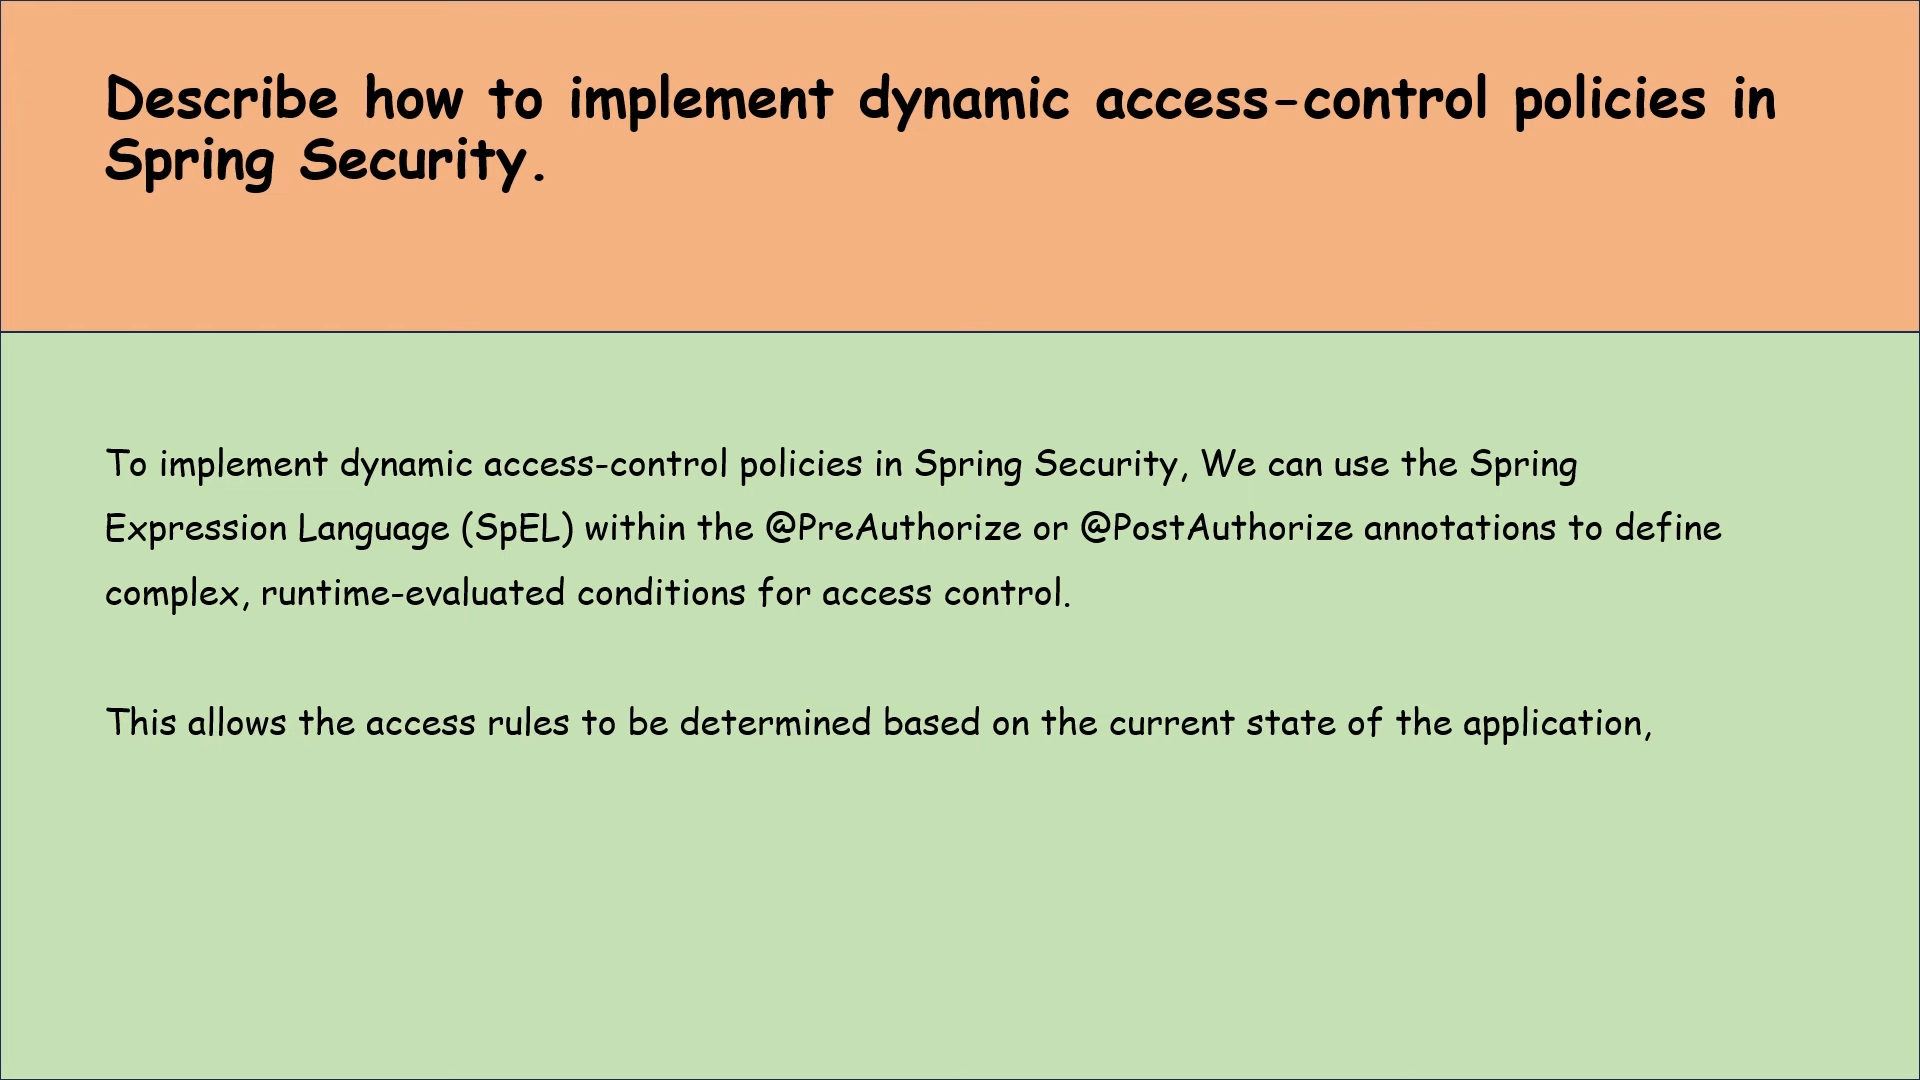 Describe how to implement dynamic access-control policies in
Spring Security.
To implement dynamic access-control policies in Spring Security, We can use the Spring
Expression Language (SpEL) within the @PreAuthorize or @PostAuthorize annotations to define
complex, runtime-evaluated conditions for access control.
This allows the access rules to be determined based on the current state of the application,